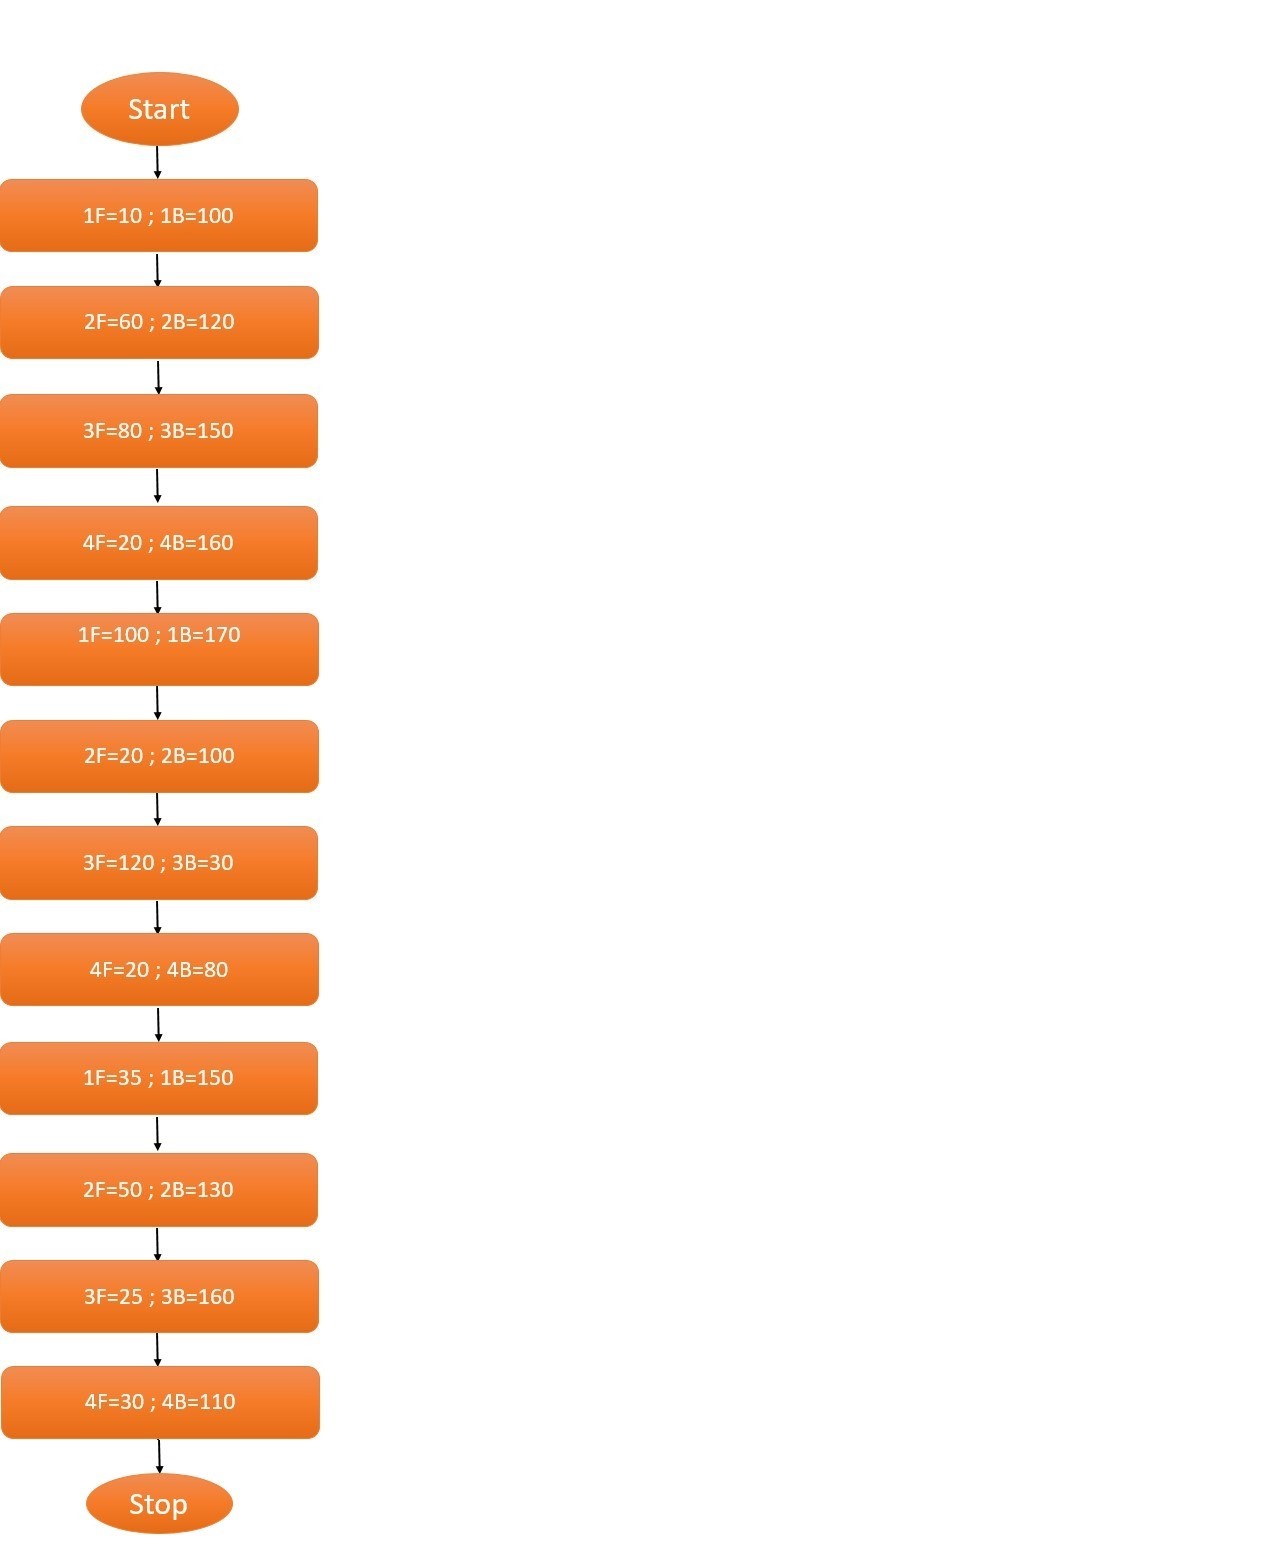 Start
1F=10 ; 1B=100
2F=60 ; 2B=120
3F=80 ; 3B=150
4F=20 ; 4B=160
1F=100 ; 1B=170
2F=20 ; 2B=100
3F=120 ; 3B=30
4F=20 ; 4B=80
1F=35 ; 1B=150
2F=50 ; 2B=130
3F=25 ; 3B=160
4F=30 ; 4B=110
Stop